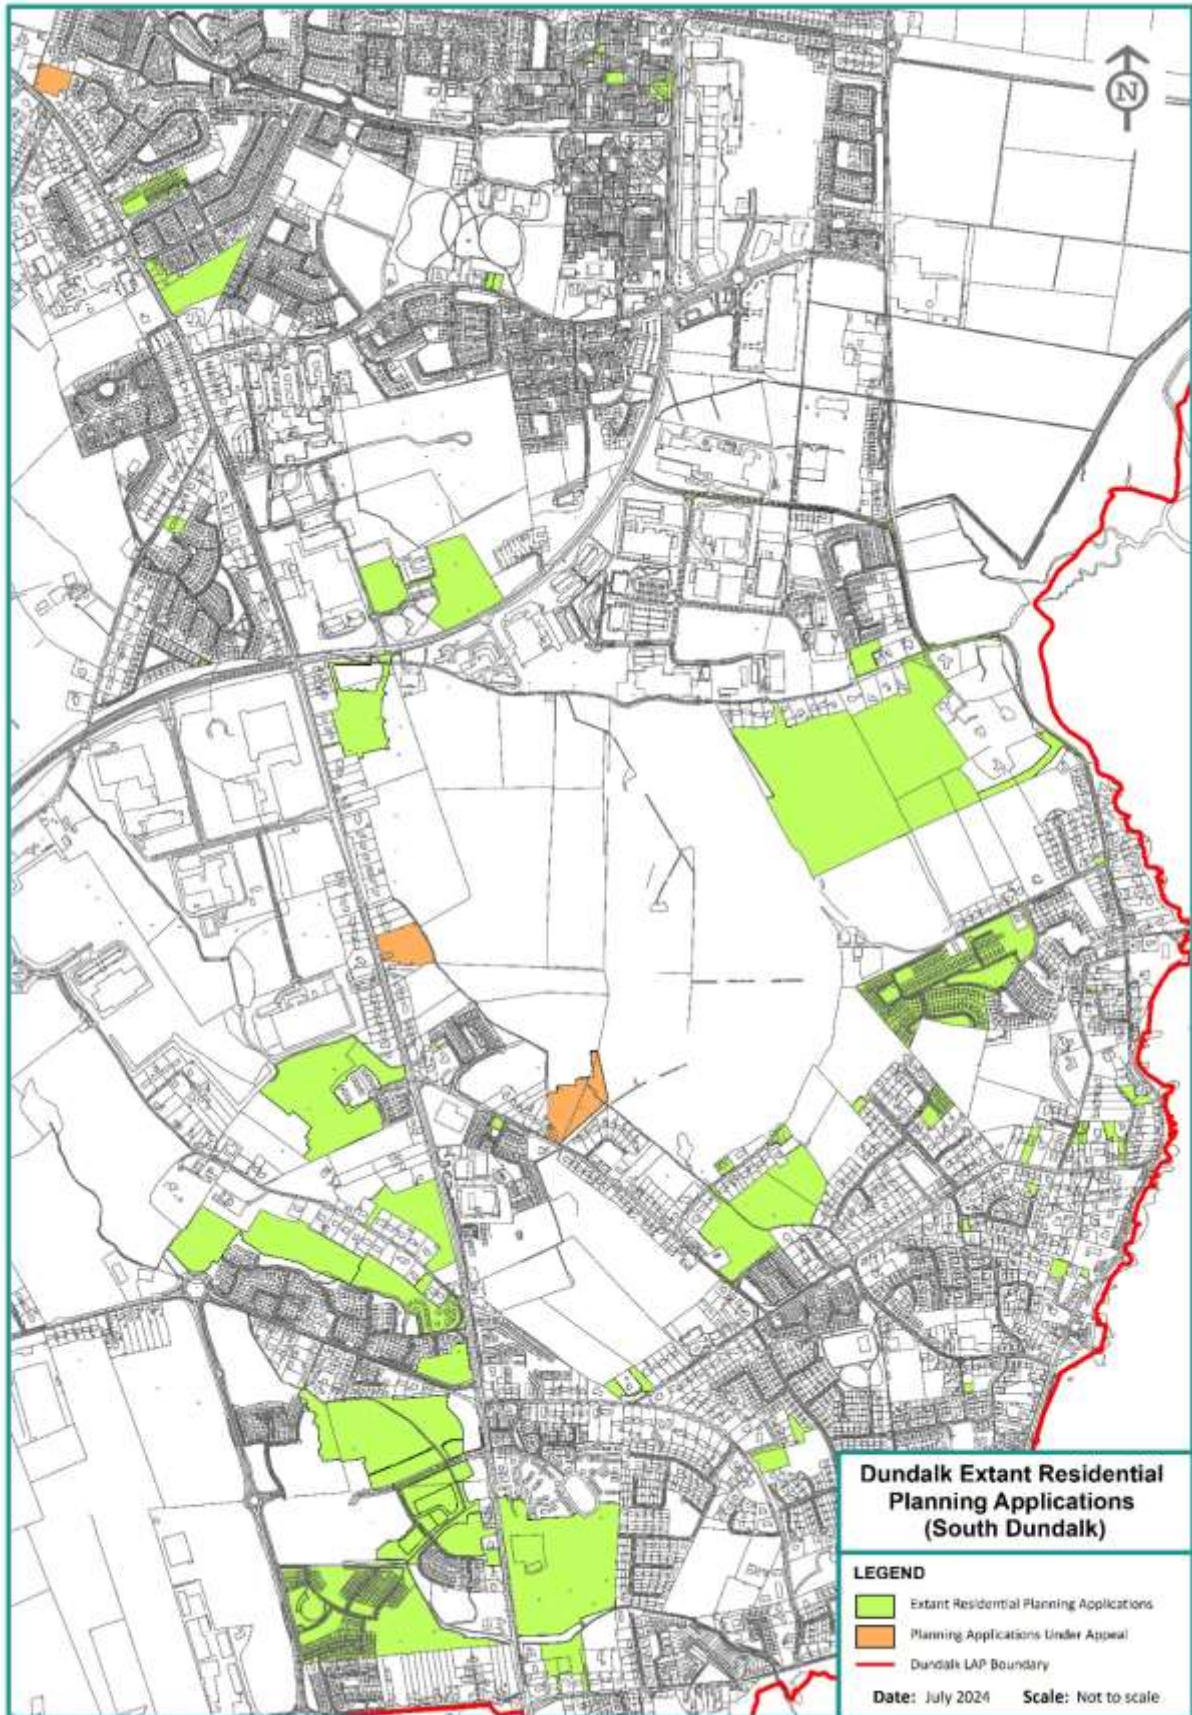 N
Dundalk Extant Residential
Planning Applications
(South Dundalk)
LEGEND
Extant Residential Planning Applications
Planning Applications Under Appeal
Dundalk LAP Boundary
Date: July 2024 Scale: Not to scale